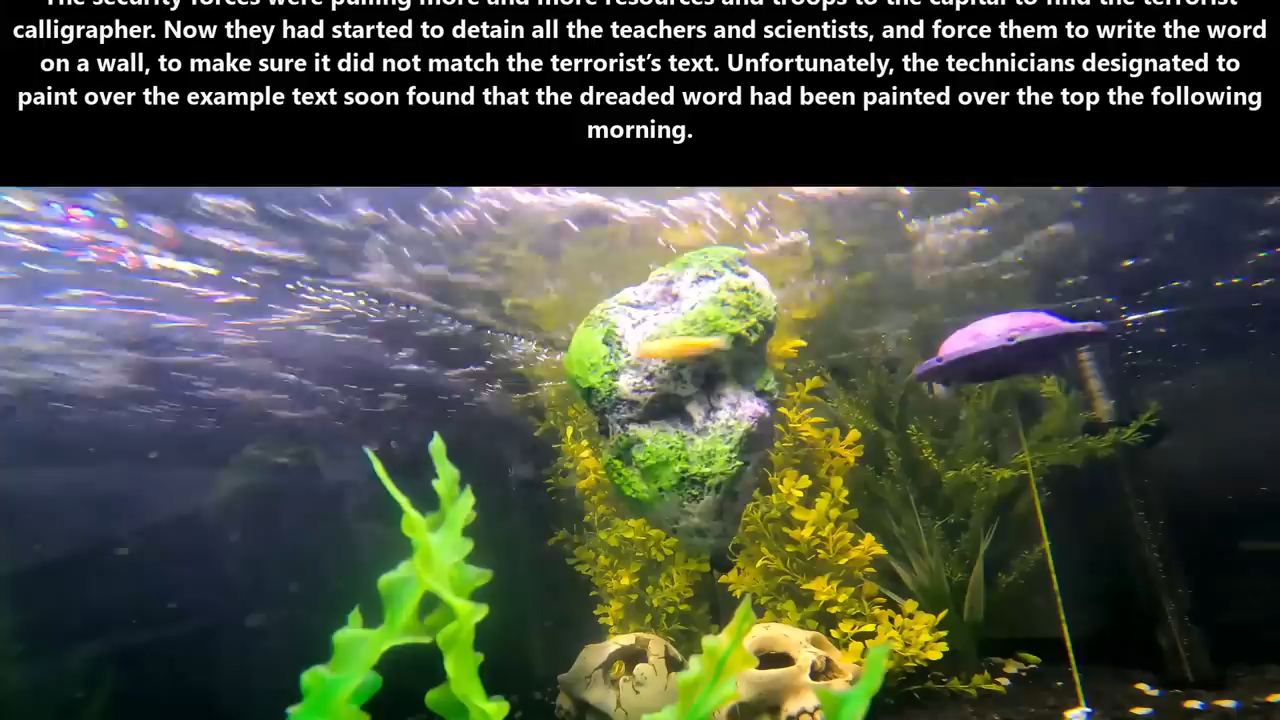 The security forces were pulling more and more resources and troops to the capital to find the terrorist
calligrapher. Now they had started to detain all the teachers and scientists, and force them to write the word
on a wall, to make sure it did not match the terrorist’s text. Unfortunately, the technicians designated to
paint over the example text soon found that the dreaded word had been painted over the top the following
morning.